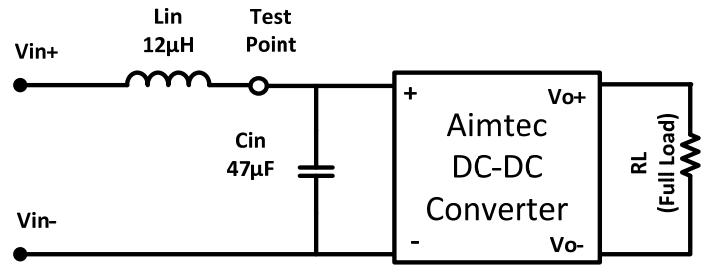 Lin
12µH
Test
Point
Vin+
Cin
47µF
Vin-
+
-
Aimtec
DC-DC
Converter
Vo+
Vo-
RL
(Full Load)